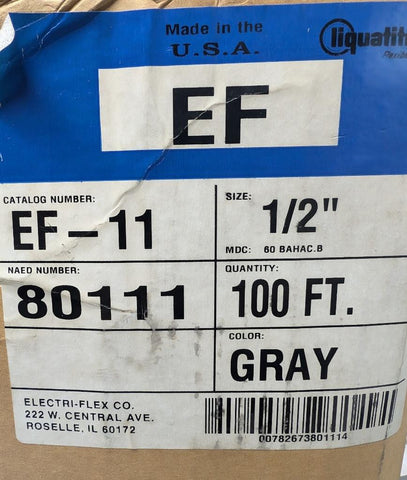 Made in the
U.S.A.
liquatite
EF
CATALOG NUMBER:
EF-11
SIZE:
1/2"
MDC: 60 BAHAC.B
NAED NUMBER:
80111
QUANTITY:
100 FT.
COLOR:
GRAY
ELECTRI-FLEX CO.
222 W. CENTRAL AVE.
ROSELLE, IL 60172
00782673801114